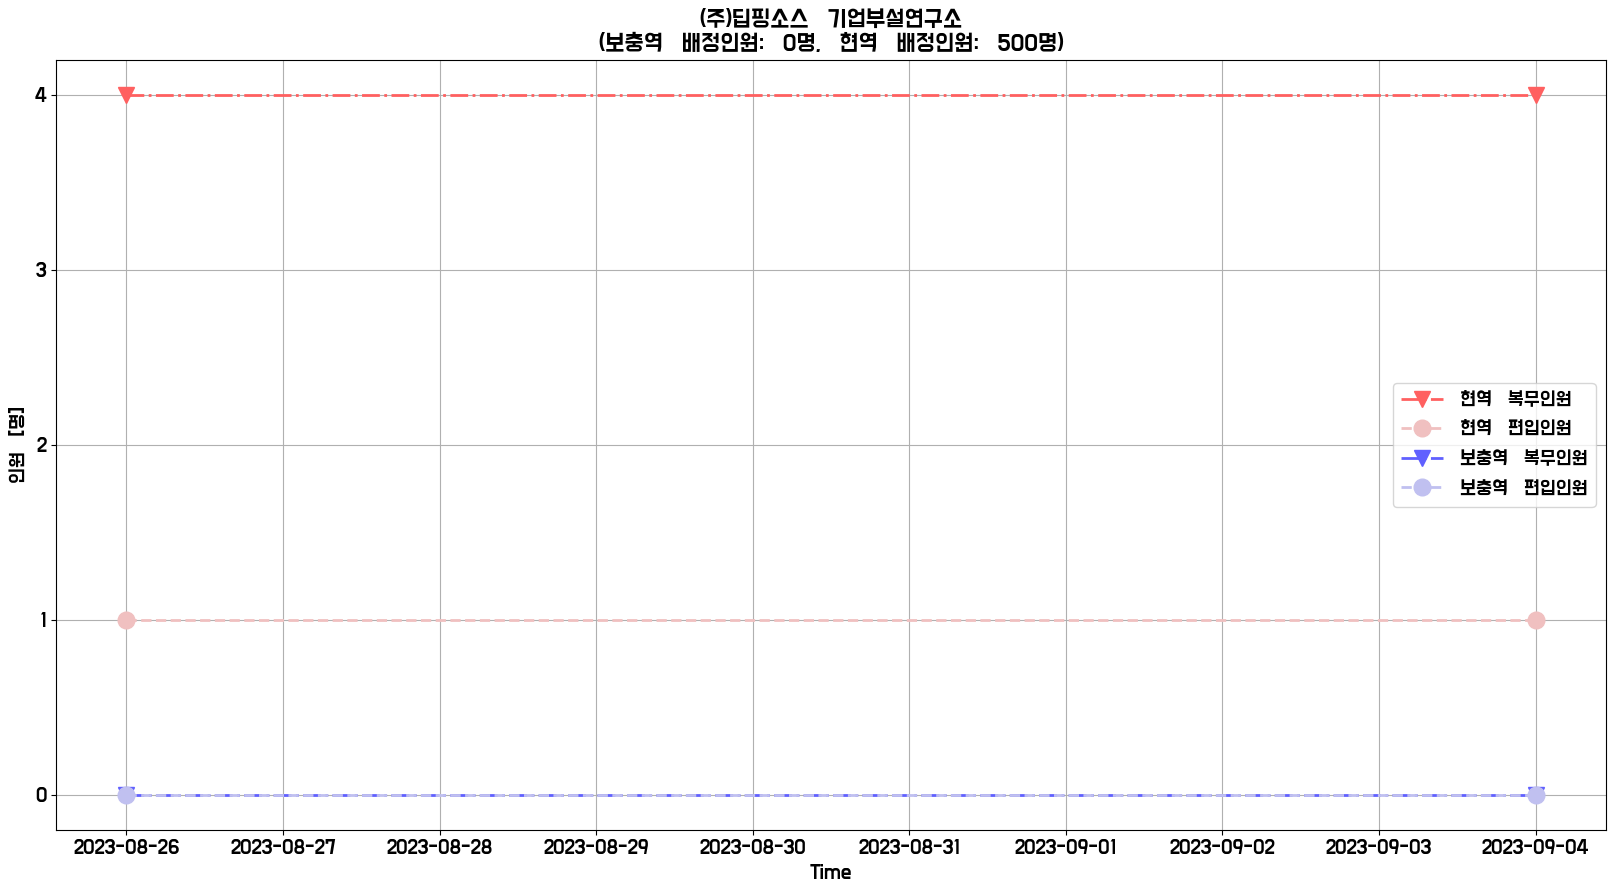 (주)딥핑소스 기업부설연구소
(보충역 배정인원: 0명, 현역 배정인원: 500명)
인원 [명]
4
3
2
1
0
현역 복무인원
현역 편입인원
보충역 복무인원
보충역 편입인원
2023-08-26 2023-08-27 2023-08-28 2023-08-29 2023-08-30 2023-08-31 2023-09-01 2023-09-02 2023-09-03 2023-09-04
Time